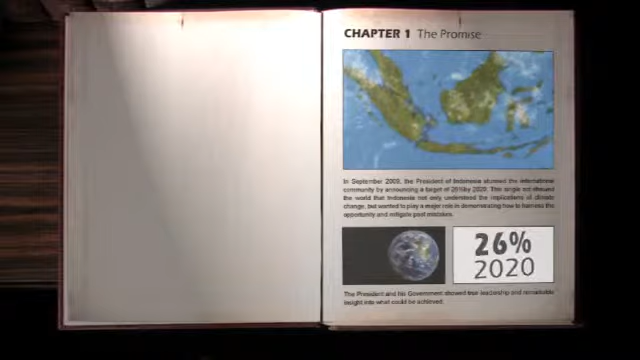 CHAPTER 1 The Promise
In September 2009, the President of Indonesia stunned the international
community by announcing a target of 26% by 2020. This single act showed
the world that Indonesia not only understood the implications of climate
change, but wanted to play a major role in demonstrating how to harness the
opportunity and mitigate past mistakes.
26%
2020
The President and his Government showed their leadership and remarkable
insight into what could be achieved.